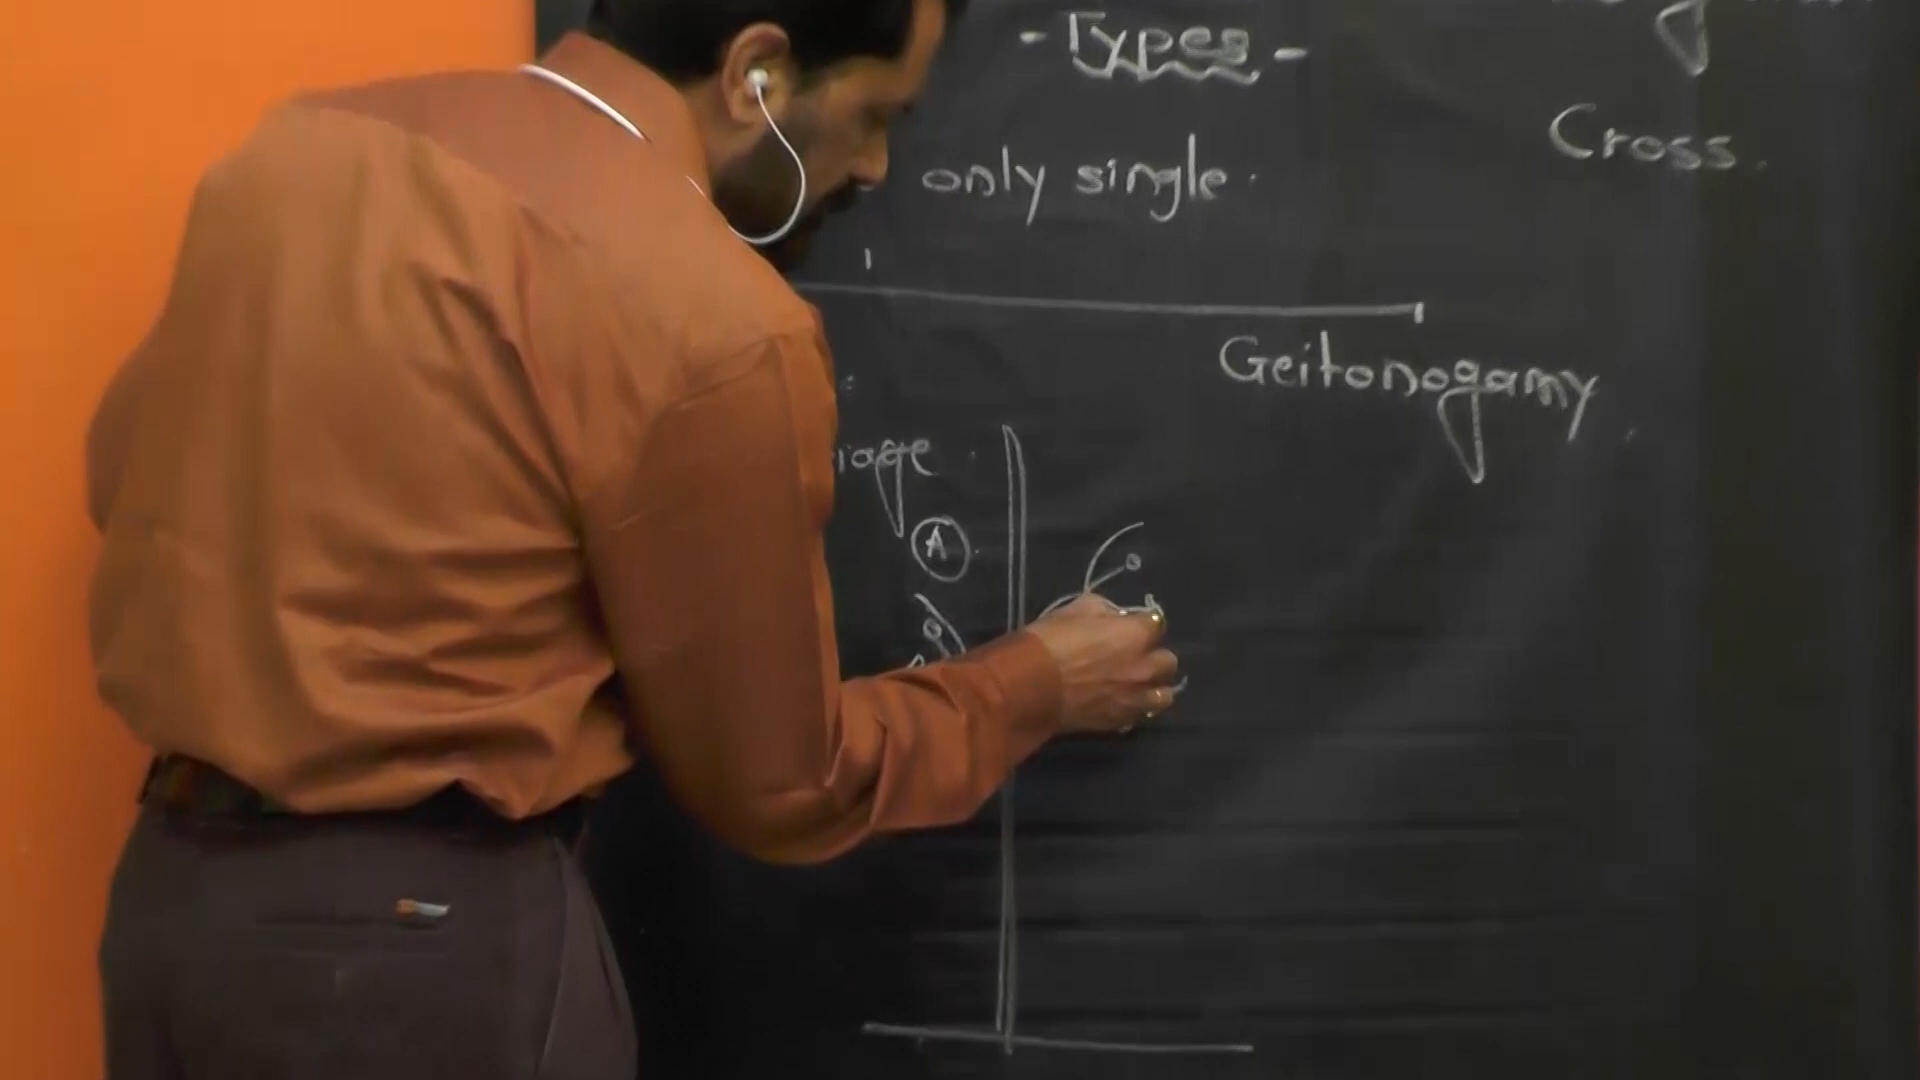 - Types -
Cross.
only single.
Geitonogamy
A